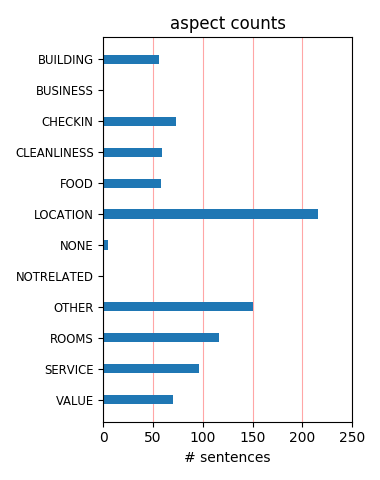 aspect counts
BUILDING
BUSINESS
CHECKIN
CLEANLINESS
FOOD
LOCATION
NONE
NOTRELATED
OTHER
ROOMS
SERVICE
VALUE
0 50 100 150 200 250
# sentences